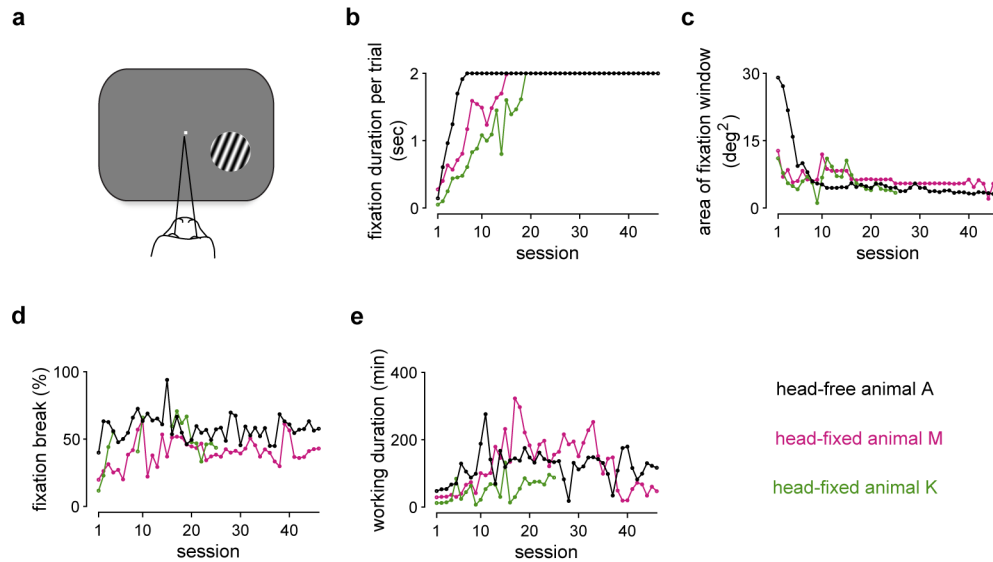 a
b
fixation duration per trial
(sec)
2
1
0
1 10 20 30 40
session
c
area of fixation window
(deg²)
30
15
0
1 10 20 30 40
session
d
fixation break (%)
100
50
0
1 10 20 30 40
session
e
working duration (min)
400
200
0
1 10 20 30 40
session
head-free animal A
head-fixed animal M
head-fixed animal K